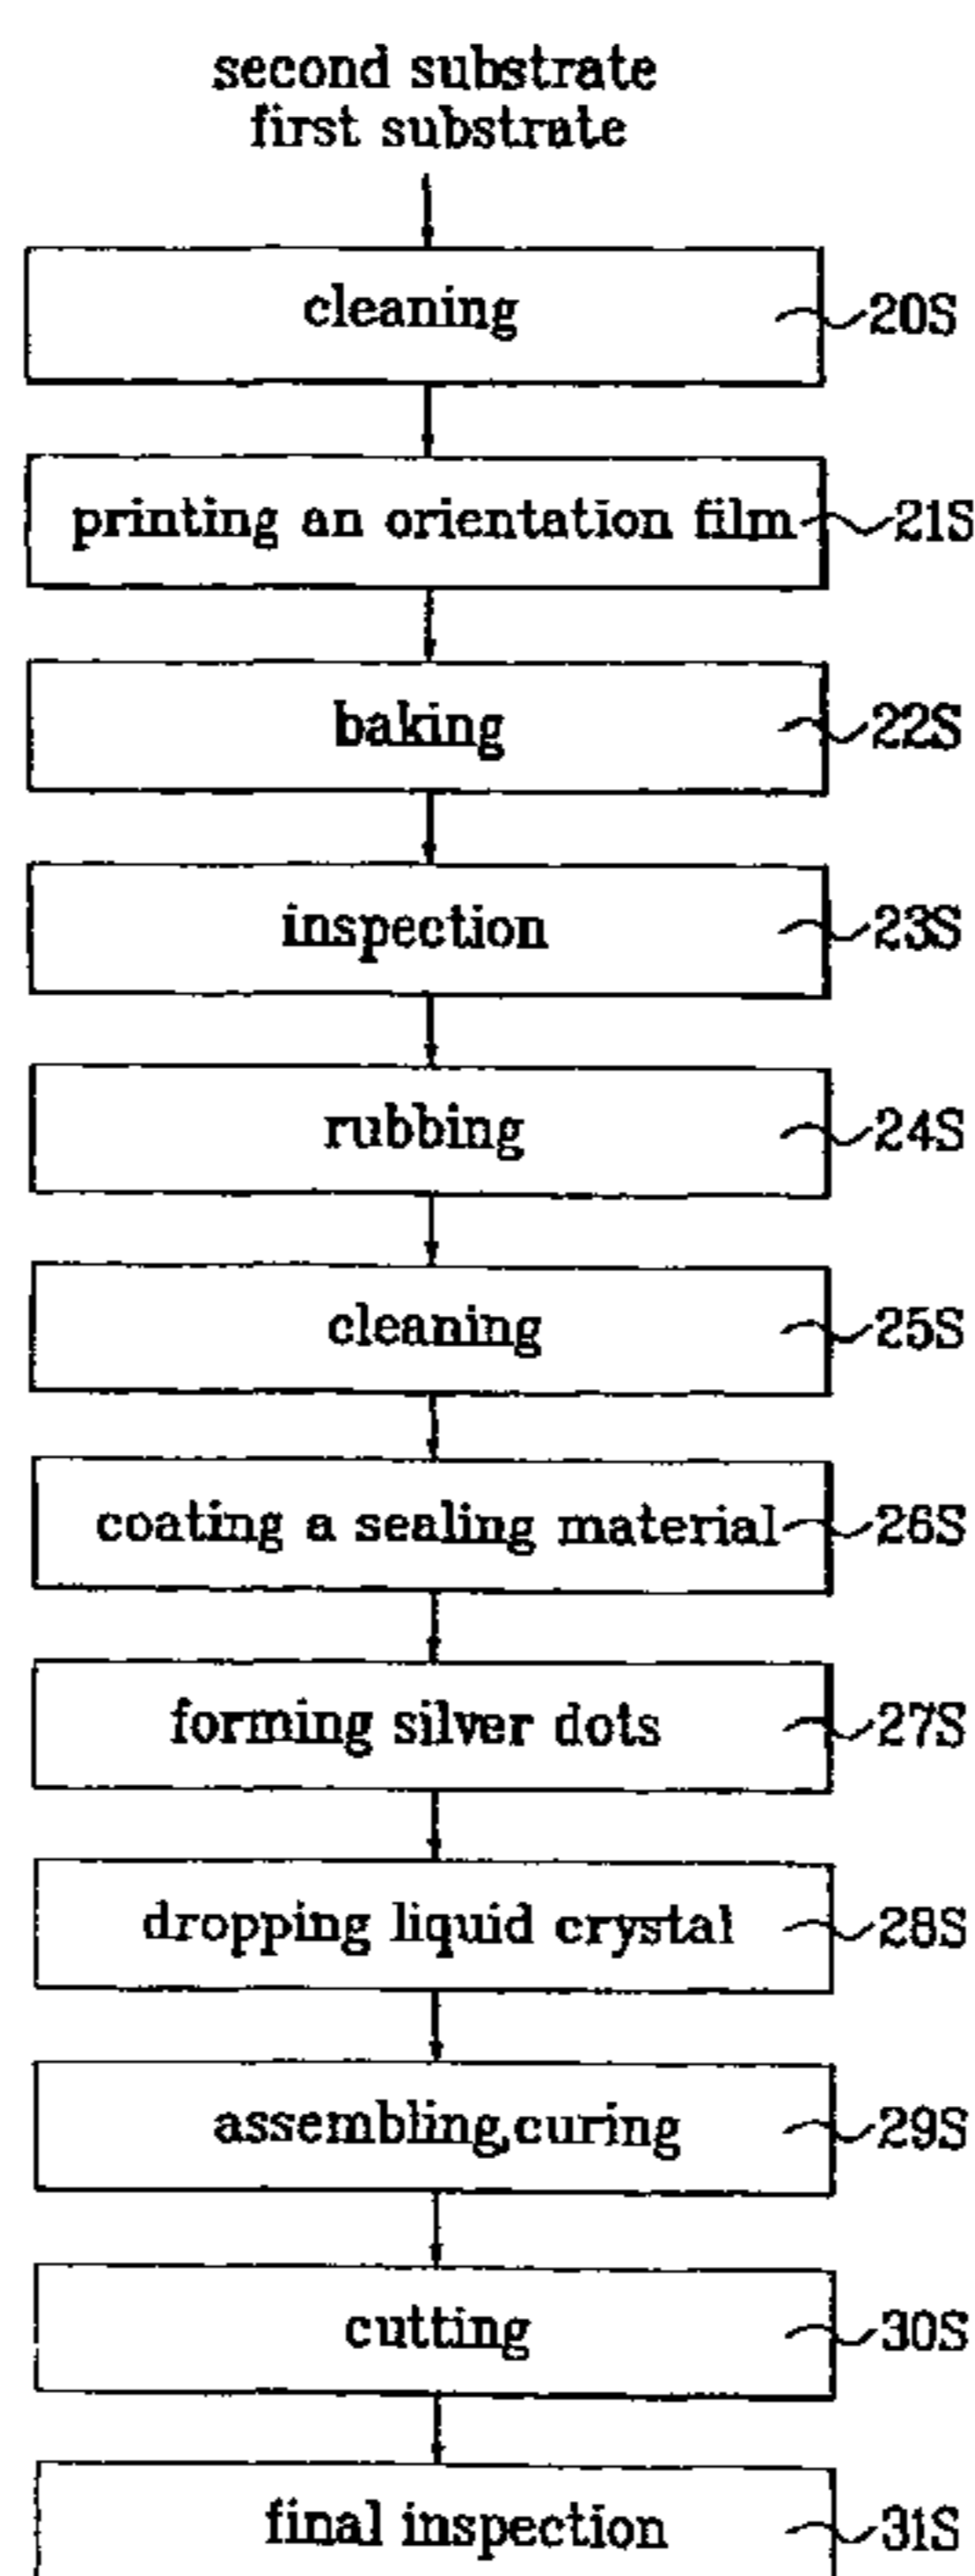 second substrate
first substrate
cleaning 20S
printing an orientation film 21S
baking 22S
inspection 23S
rubbing 24S
cleaning 25S
coating a sealing material 26S
forming silver dots 27S
dropping liquid crystal 28S
assembling,curing 29S
cutting 30S
final inspection 31S